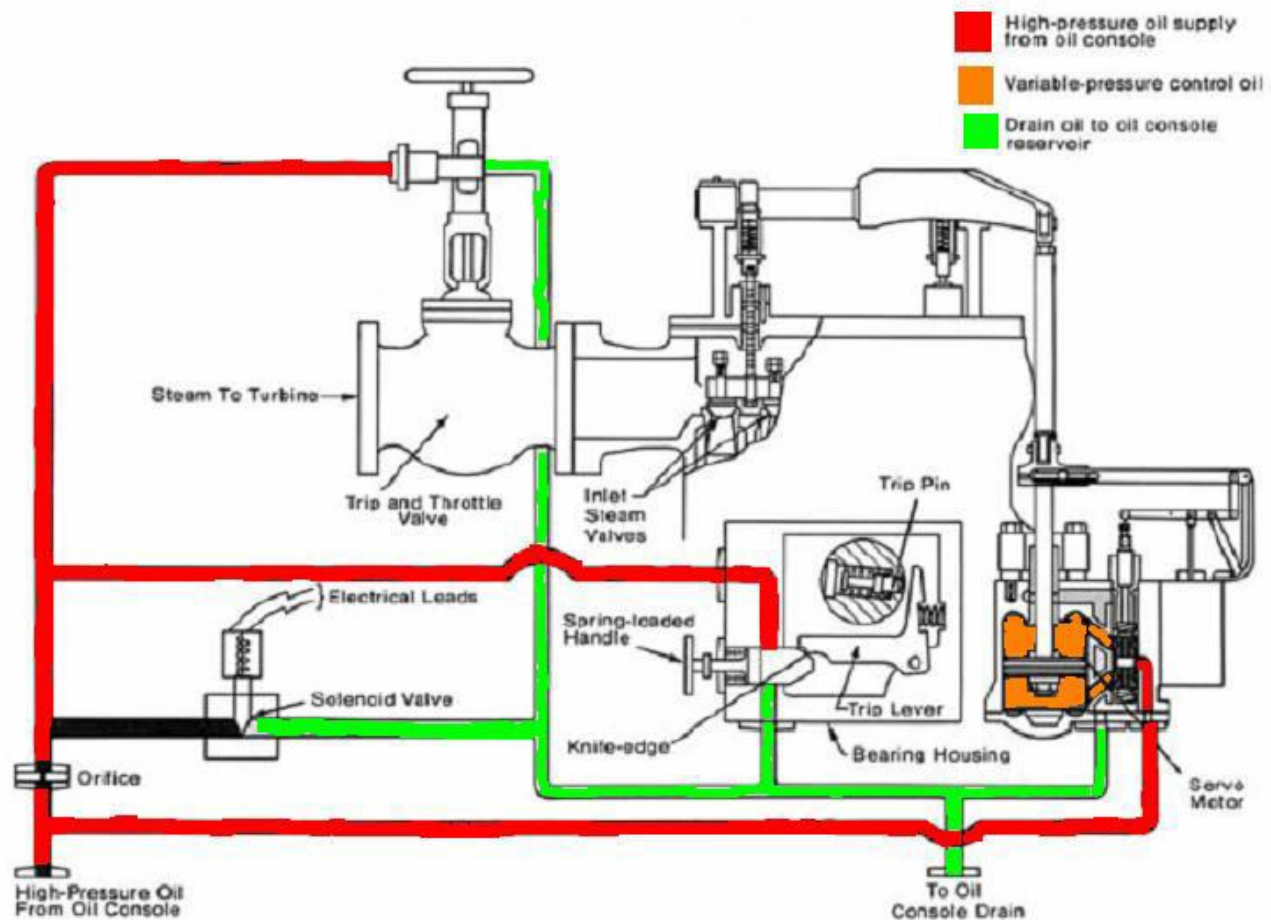 High-pressure oil supply
from oil console
Variable-pressure control oil
Drain oil to oil console
reservoir
Steam To Turbine
Trip and Throttle
Valve
Inlet
Steam
Valves
Trip Pin
Electrical Leads
Spring-loaded
Handle
Solenoid Valve
Trip Lever
Knife-edge
Bearing Housing
Orifice
Servo
Motor
High-Pressure Oil
From Oil Console
To Oil
Console Drain